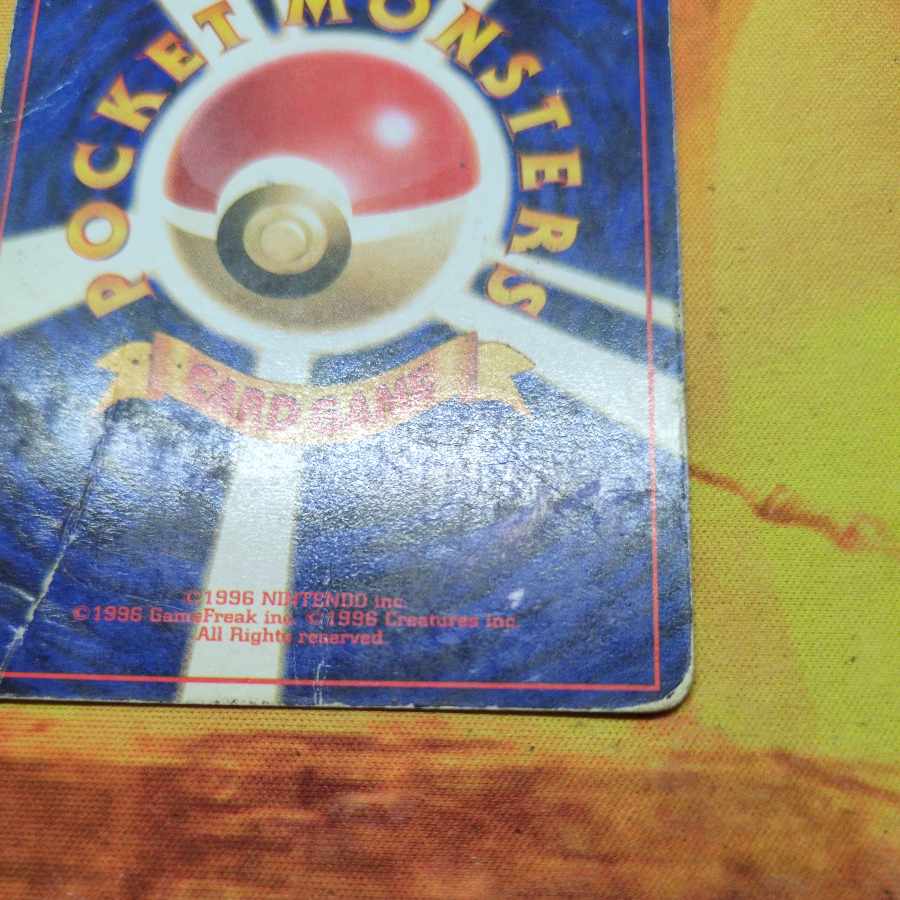 POCKET MONSTERS
CARD GAME
©1996 NINTENDO inc.
©1996 GameFreak inc. ©1996 Creatures inc.
All Rights reserved.